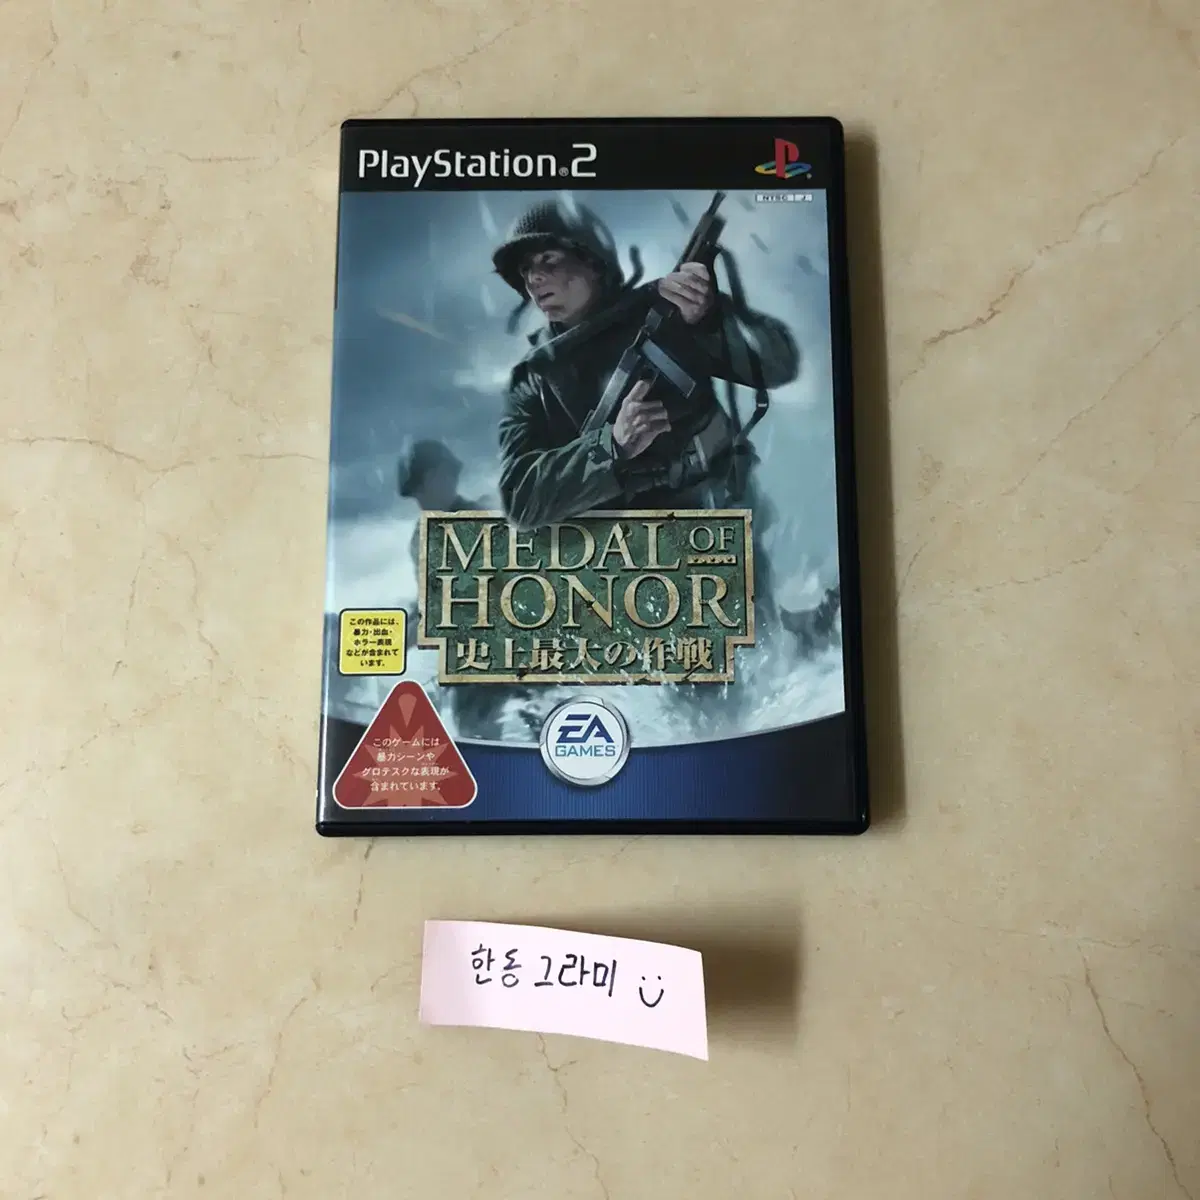 PlayStation®2
NTSC J
MEDAL OF
HONOR
史上最大の作戦
この作品には、
暴力・出血・
ホラー表現
などが含まれて
います。
このゲームには
暴力シーンや
グロテスクな表現が
含まれています。
EA
GAMES
한동그라미 :)